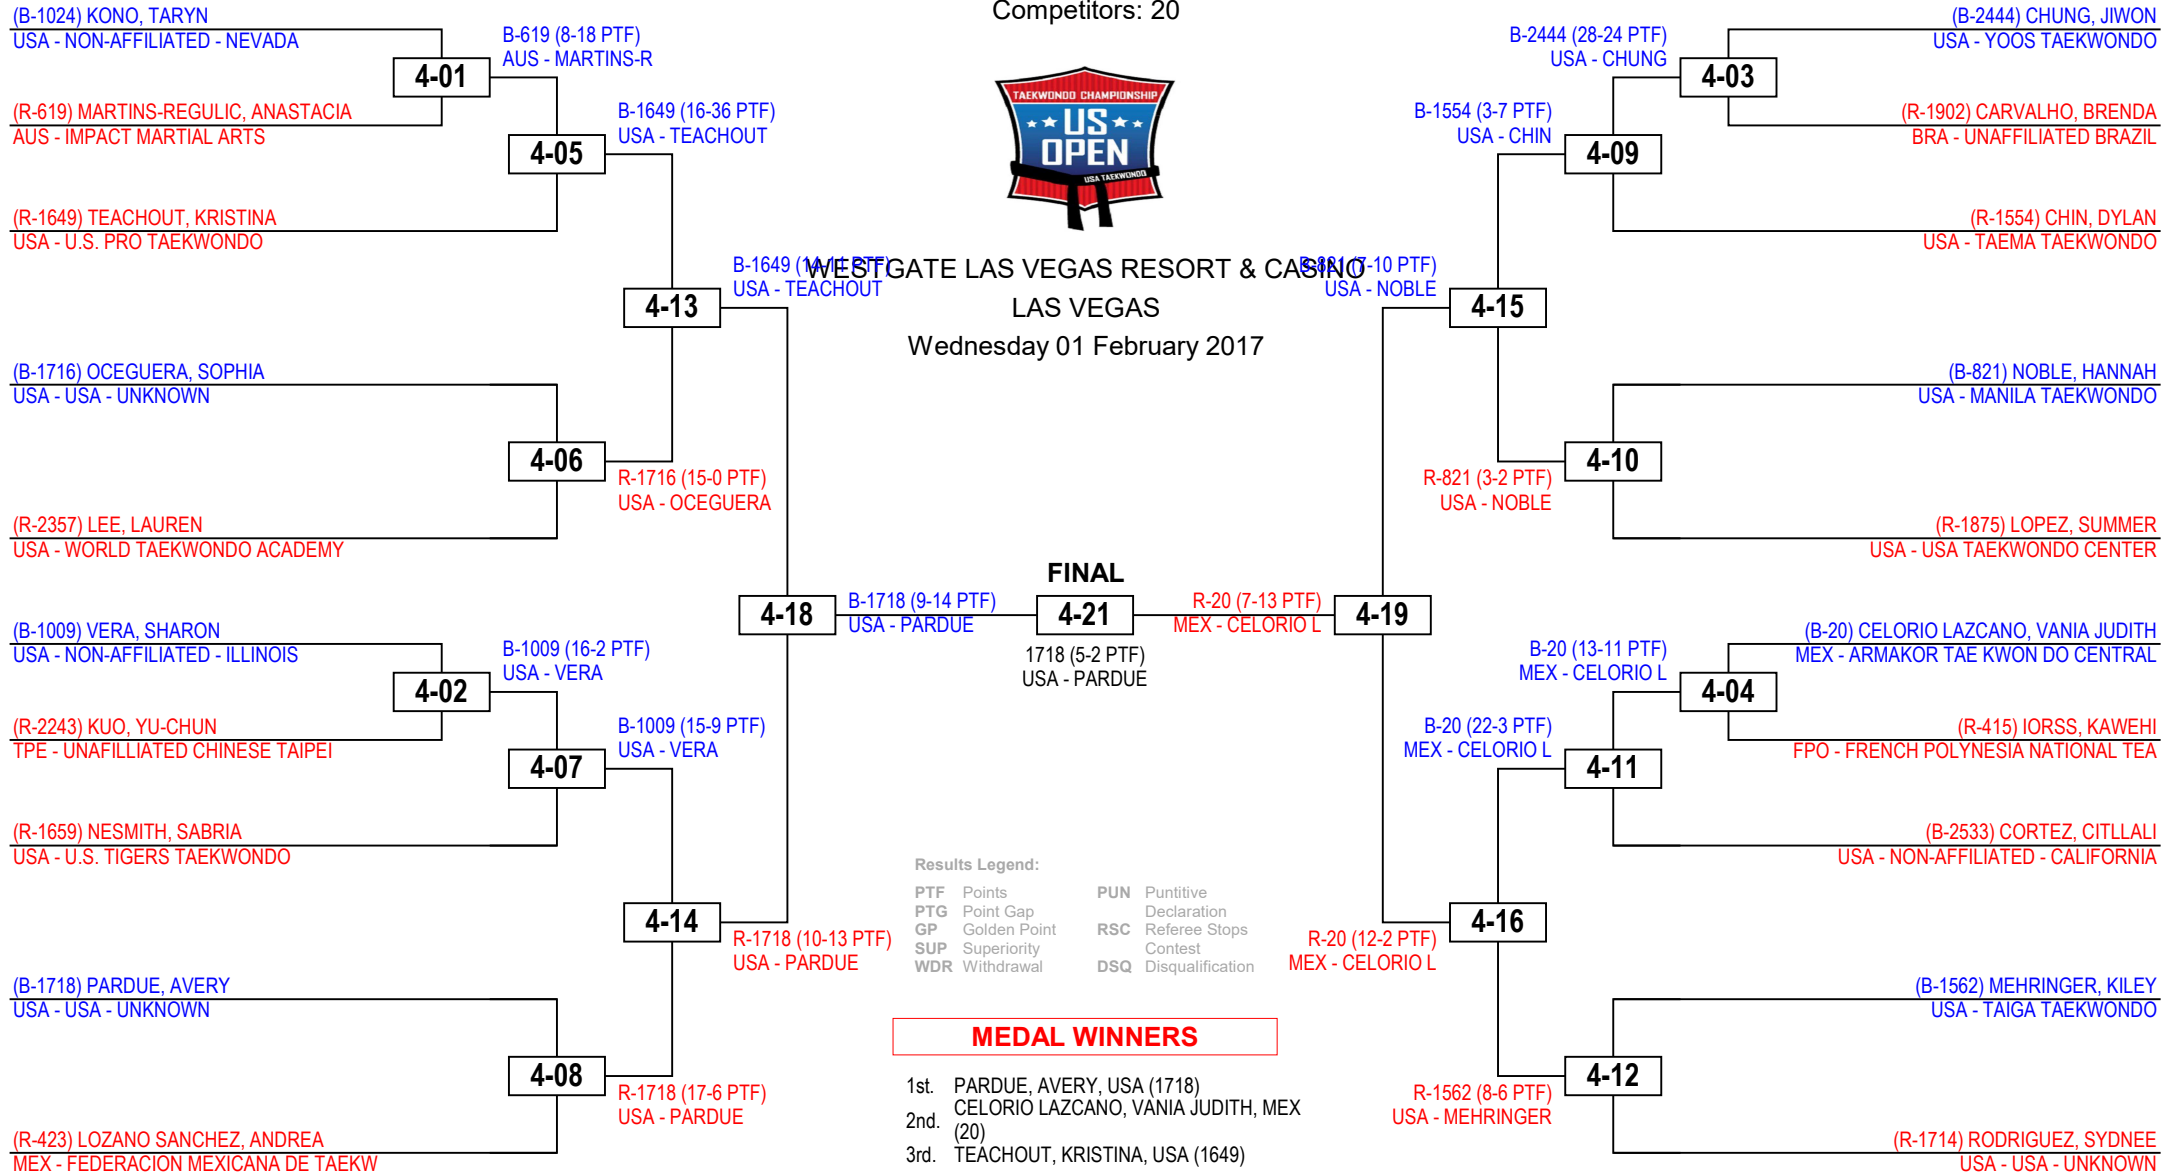 Competitors: 20
TAEKWONDO CHAMPIONSHIP
US
OPEN
USA TAEKWONDO
WESTGATE LAS VEGAS RESORT & CASINO
LAS VEGAS
Wednesday 01 February 2017
(B-1024) KONO, TARYN
USA - NON-AFFILIATED - NEVADA
4-01
(R-619) MARTINS-REGULIC, ANASTACIA
AUS - IMPACT MARTIAL ARTS
B-619 (8-18 PTF)
AUS - MARTINS-R
4-05
(R-1649) TEACHOUT, KRISTINA
USA - U.S. PRO TAEKWONDO
B-1649 (16-36 PTF)
USA - TEACHOUT
4-13
B-1649 (14-11 PTF)
USA - TEACHOUT
(B-1716) OCEGUERA, SOPHIA
USA - USA - UNKNOWN
4-06
R-1716 (15-0 PTF)
USA - OCEGUERA
(R-2357) LEE, LAUREN
USA - WORLD TAEKWONDO ACADEMY
4-18
B-1718 (9-14 PTF)
USA - PARDUE
(B-1009) VERA, SHARON
USA - NON-AFFILIATED - ILLINOIS
4-02
B-1009 (16-2 PTF)
USA - VERA
(R-2243) KUO, YU-CHUN
TPE - UNAFILLIATED CHINESE TAIPEI
4-07
B-1009 (15-9 PTF)
USA - VERA
(R-1659) NESMITH, SABRIA
USA - U.S. TIGERS TAEKWONDO
4-14
R-1718 (10-13 PTF)
USA - PARDUE
(B-1718) PARDUE, AVERY
USA - USA - UNKNOWN
4-08
R-1718 (17-6 PTF)
USA - PARDUE
(R-423) LOZANO SANCHEZ, ANDREA
MEX - FEDERACION MEXICANA DE TAEKW
FINAL
4-21
1718 (5-2 PTF)
USA - PARDUE
(B-2444) CHUNG, JIWON
USA - YOOS TAEKWONDO
B-2444 (28-24 PTF)
USA - CHUNG
4-03
(R-1902) CARVALHO, BRENDA
BRA - UNAFFILIATED BRAZIL
B-1554 (3-7 PTF)
USA - CHIN
4-09
(R-1554) CHIN, DYLAN
USA - TAEMA TAEKWONDO
B-821 (7-10 PTF)
USA - NOBLE
4-15
(B-821) NOBLE, HANNAH
USA - MANILA TAEKWONDO
R-821 (3-2 PTF)
USA - NOBLE
4-10
(R-1875) LOPEZ, SUMMER
USA - USA TAEKWONDO CENTER
R-20 (7-13 PTF)
MEX - CELORIO L
4-19
(B-20) CELORIO LAZCANO, VANIA JUDITH
MEX - ARMAKOR TAE KWON DO CENTRAL
B-20 (13-11 PTF)
MEX - CELORIO L
4-04
(R-415) IORSS, KAWEHI
FPO - FRENCH POLYNESIA NATIONAL TEA
B-20 (22-3 PTF)
MEX - CELORIO L
4-11
(B-2533) CORTEZ, CITLLALI
USA - NON-AFFILIATED - CALIFORNIA
R-20 (12-2 PTF)
MEX - CELORIO L
4-16
(B-1562) MEHRINGER, KILEY
USA - TAIGA TAEKWONDO
R-1562 (8-6 PTF)
USA - MEHRINGER
4-12
(R-1714) RODRIGUEZ, SYDNEE
USA - USA - UNKNOWN
Results Legend:
PTF Points
PTG Point Gap
GP Golden Point
SUP Superiority
WDR Withdrawal
PUN Puntitive
Declaration
RSC Referee Stops
Contest
DSQ Disqualification
MEDAL WINNERS
1st. PARDUE, AVERY, USA (1718)
2nd. CELORIO LAZCANO, VANIA JUDITH, MEX
(20)
3rd. TEACHOUT, KRISTINA, USA (1649)